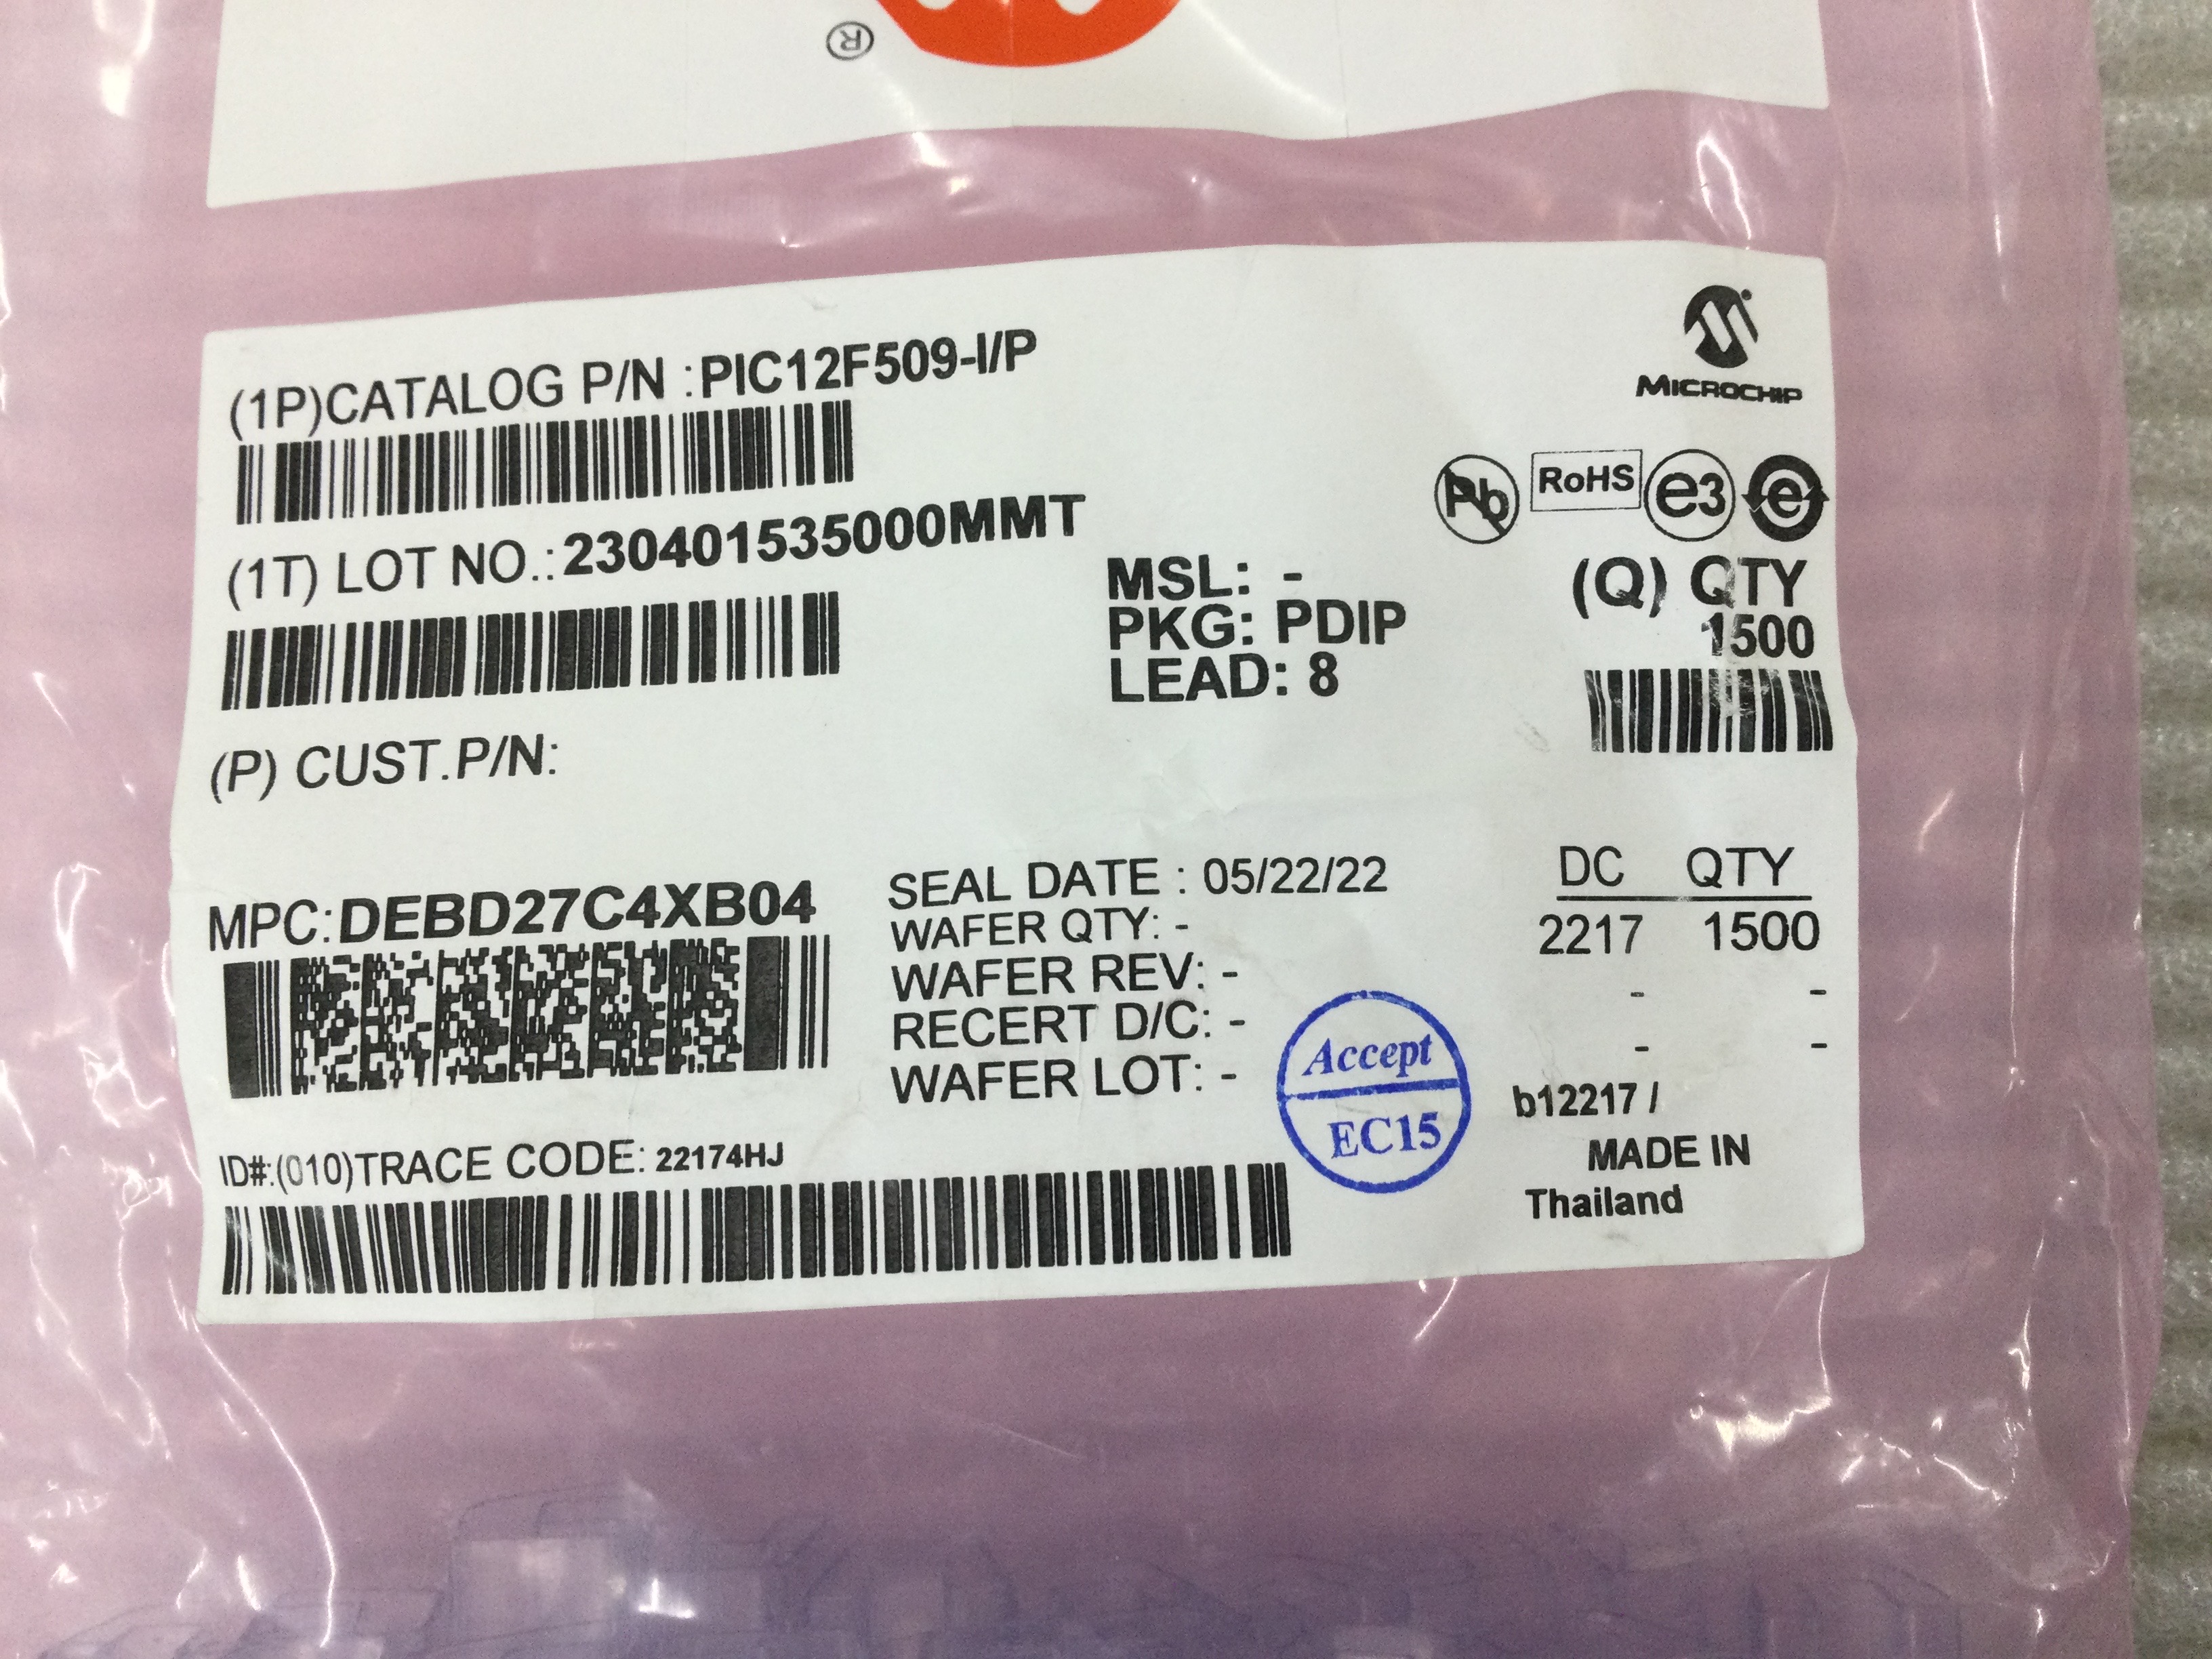 ®
(1P)CATALOG P/N :PIC12F509-I/P
MICROCHIP
Pb RoHS e3 e
(1T) LOT NO.:230401535000MMT
MSL: -
PKG: PDIP
LEAD: 8
(Q) QTY
1500
(P) CUST.P/N:
MPC:DEBD27C4XB04
SEAL DATE : 05/22/22
WAFER QTY: -
WAFER REV: -
RECERT D/C: -
WAFER LOT: -
DC QTY
2217 1500
- -
- -
Accept
EC15
b12217 /
MADE IN
Thailand
ID#:(010)TRACE CODE: 22174HJ